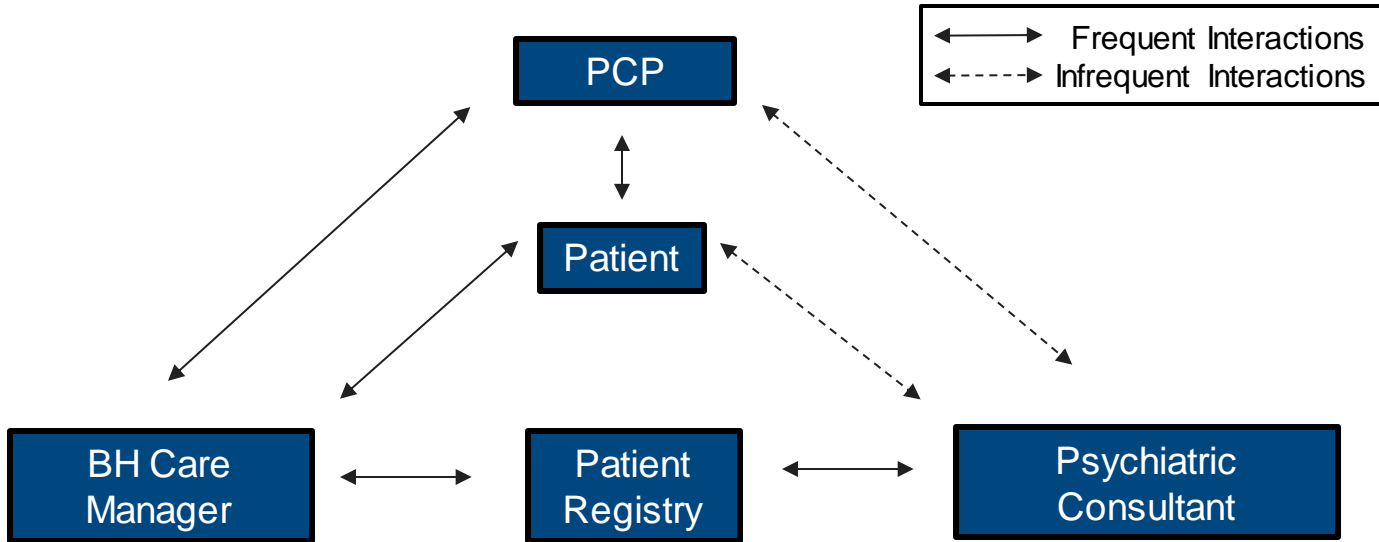 PCP
Frequent Interactions
Infrequent Interactions
Patient
BH Care
Manager
Patient
Registry
Psychiatric
Consultant